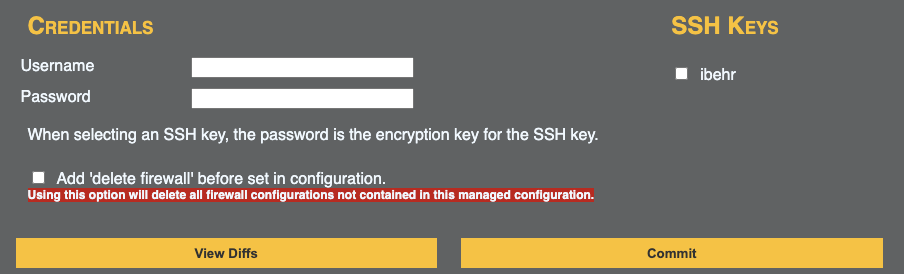 Credentials
SSH Keys
Username
ibehr
Password
When selecting an SSH key, the password is the encryption key for the SSH key.
Add 'delete firewall' before set in configuration.
Using this option will delete all firewall configurations not contained in this managed configuration.
View Diffs
Commit